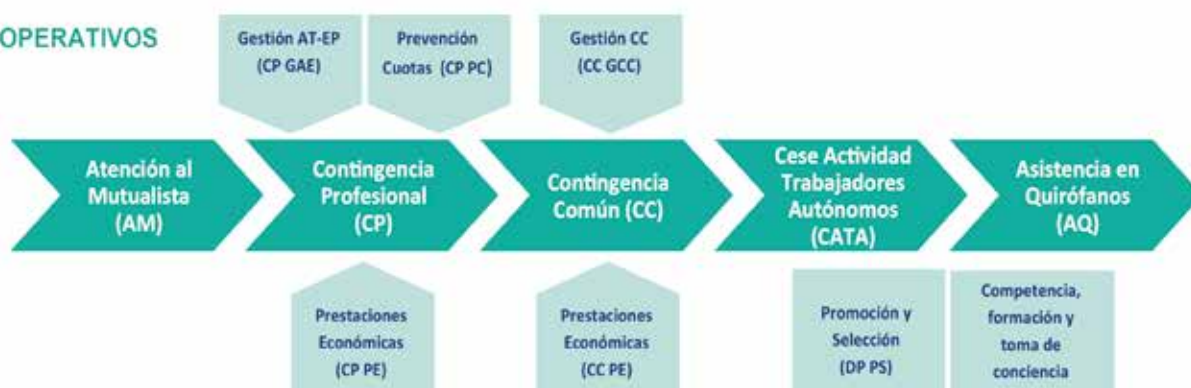 OPERATIVOS
Gestión AT-EP
(CP GAE)
Prevención
Cuotas (CP PC)
Gestión CC
(CC GCC)
Atención al
Mutualista
(AM)
Contingencia
Profesional
(CP)
Contingencia
Común (CC)
Cese Actividad
Trabajadores
Autónomos
(CATA)
Asistencia en
Quirófanos
(AQ)
Prestaciones
Económicas
(CP PE)
Prestaciones
Económicas
(CC PE)
Promoción y
Selección
(DP PS)
Competencia,
formación y
toma de
conciencia